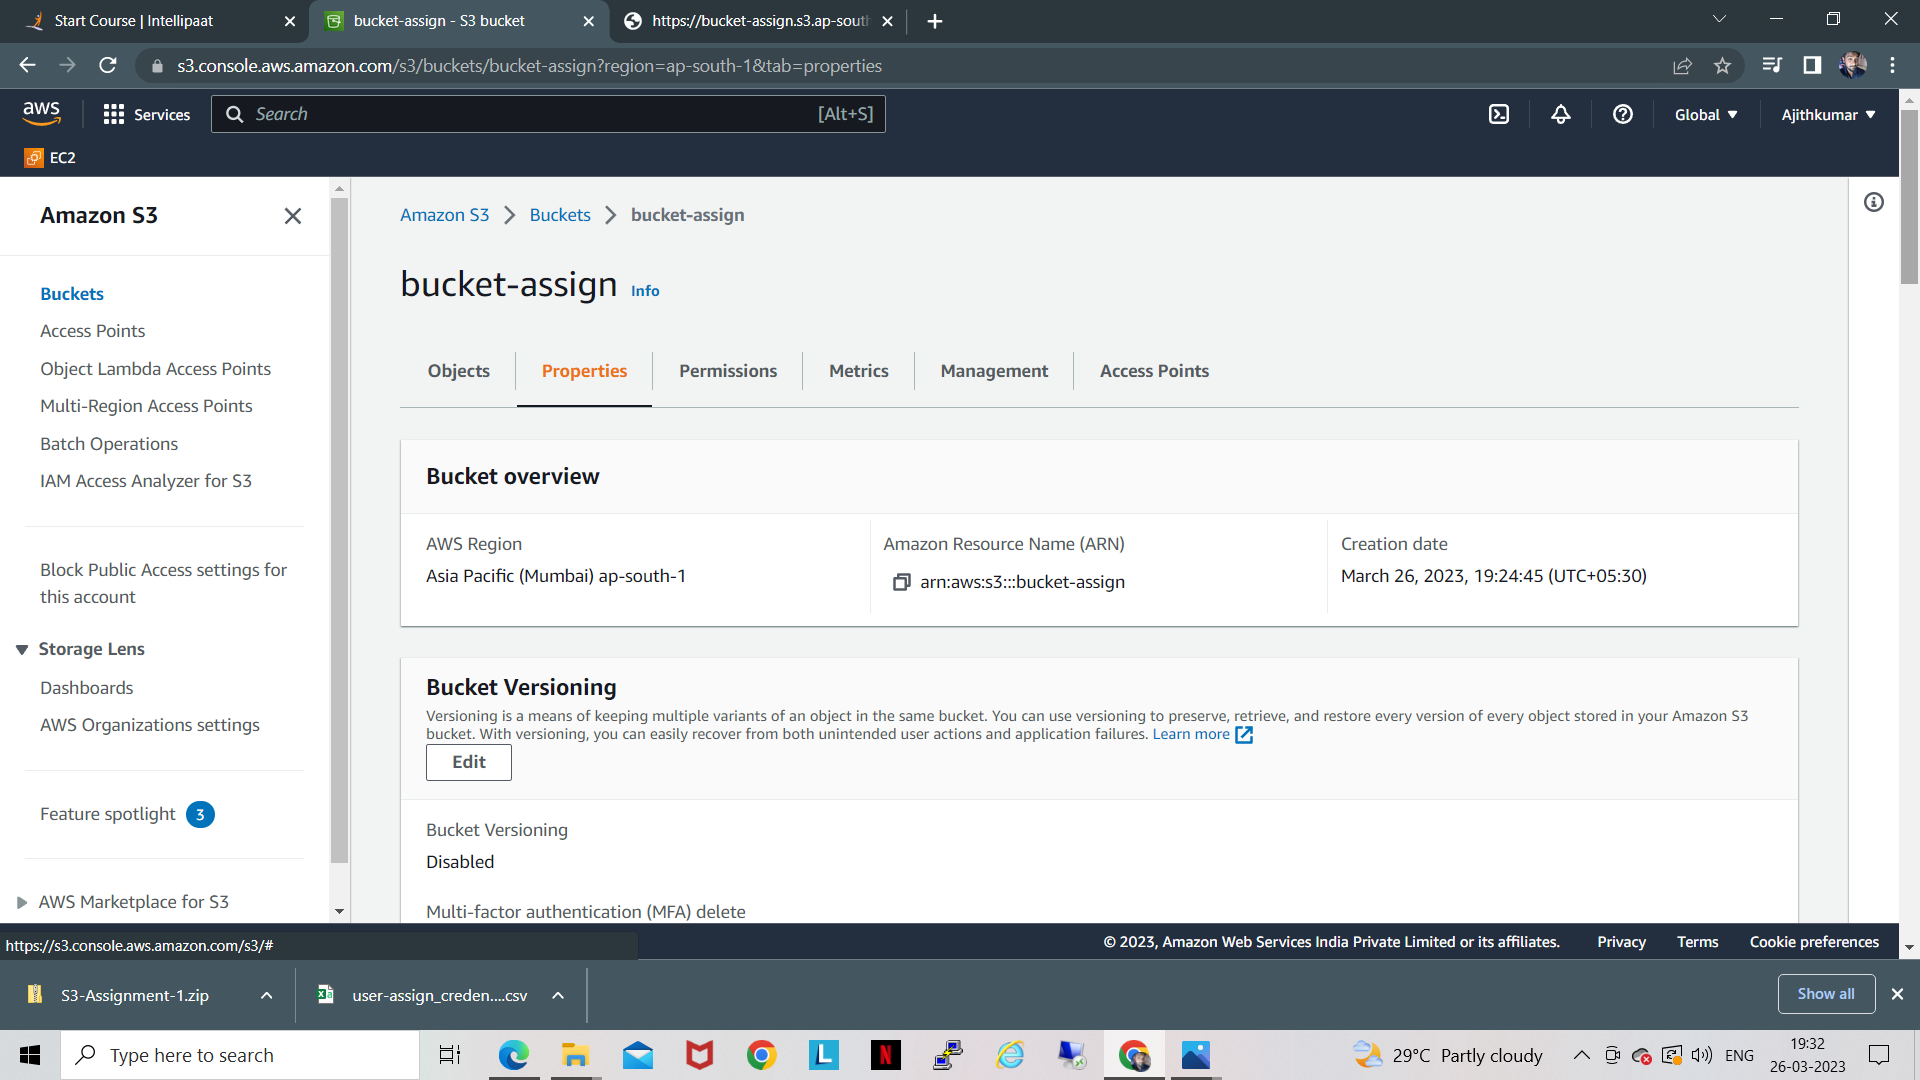 Start Course | Intellipaat
bucket-assign - S3 bucket
https://bucket-assign.s3.ap-south
s3.console.aws.amazon.com/s3/buckets/bucket-assign?region=ap-south-1&tab=properties
aws
Services
Search
[Alt+S]
Global
Ajithkumar
EC2
Amazon S3
Buckets
Access Points
Object Lambda Access Points
Multi-Region Access Points
Batch Operations
IAM Access Analyzer for S3
Block Public Access settings for
this account
Storage Lens
Dashboards
AWS Organizations settings
Feature spotlight 3
AWS Marketplace for S3
Amazon S3 > Buckets > bucket-assign
bucket-assign Info
Objects
Properties
Permissions
Metrics
Management
Access Points
Bucket overview
AWS Region
Asia Pacific (Mumbai) ap-south-1
Amazon Resource Name (ARN)
arn:aws:s3:::bucket-assign
Creation date
March 26, 2023, 19:24:45 (UTC+05:30)
Bucket Versioning
Versioning is a means of keeping multiple variants of an object in the same bucket. You can use versioning to preserve, retrieve, and restore every version of every object stored in your Amazon S3
bucket. With versioning, you can easily recover from both unintended user actions and application failures. Learn more
Edit
Bucket Versioning
Disabled
Multi-factor authentication (MFA) delete
https://s3.console.aws.amazon.com/s3/#
© 2023, Amazon Web Services India Private Limited or its affiliates.
Privacy
Terms
Cookie preferences
S3-Assignment-1.zip
user-assign_creden....csv
Show all
Type here to search
L
N
29°C Partly cloudy
ENG
19:32
26-03-2023